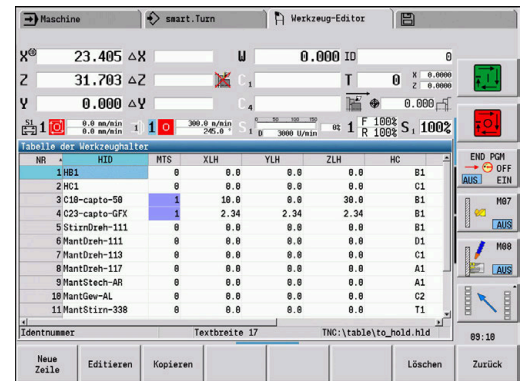 Maschine smart.Turn Werkzeug-Editor
X 23.405 ΔX U 0.000 ID 0
Z 31.703 ΔZ C 1 T 0 X 0.0000 Z 0.0000
Y 0.000 ΔY C 4 0.000
S1 1 0.0 mm/min 0.0 mm/min 1) 1 300.0 m/min 245.0 ° S 1 0 50 100 150 D 3000 U/min 0% 1 F 100% R 100% S 1 100%
Tabelle der Werkzeughalter
NR HID MTS XLH YLH ZLH HC
1 HB1 0 0.0 0.0 0.0 B1
2 HC1 0 0.0 0.0 0.0 C1
3 C10-capto-50 1 10.0 0.0 30.0 B1
4 C23-capto-GFX 1 2.34 2.34 2.34 B1
5 StirnDreh-111 0 0.0 0.0 0.0 B1
6 MantDreh-111 0 0.0 0.0 0.0 D1
7 MantDreh-113 0 0.0 0.0 0.0 C1
8 MantDreh-117 0 0.0 0.0 0.0 A1
9 MantStech-AR 0 0.0 0.0 0.0 A1
10 MantGew-AL 0 0.0 0.0 0.0 C2
11 MantStirn-338 0 0.0 0.0 0.0 T1
Identnummer Textbreite 17 TNC:\table\to_hold.hld
END PGM
OFF
AUS EIN
M07
AUS
M08
AUS
09:18
Neue Zeile Editieren Kopieren Löschen Zurück